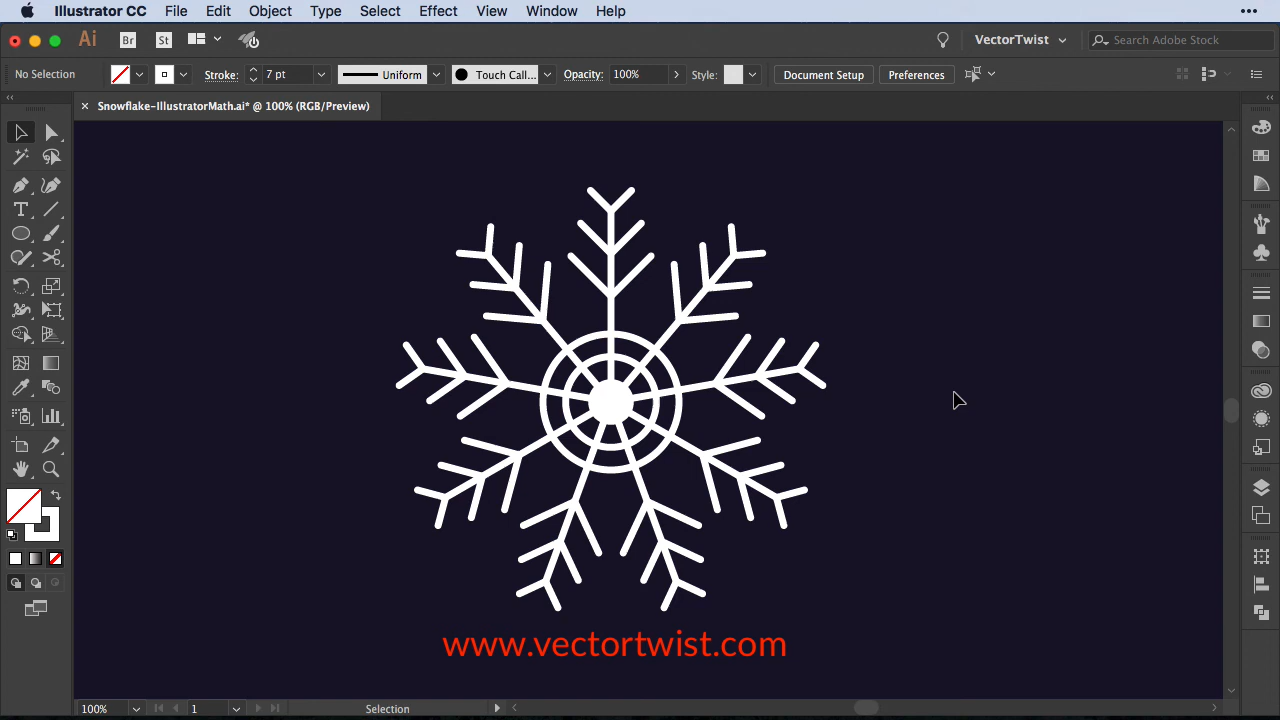 Illustrator CC File Edit Object Type Select Effect View Window Help
Ai Br St VectorTwist Search Adobe Stock
No Selection Stroke: 7 pt Uniform Touch Call... Opacity: 100% Style: Document Setup Preferences
Snowflake-IllustratorMath.ai* @ 100% (RGB/Preview)
www.vectortwist.com
100% 1 Selection